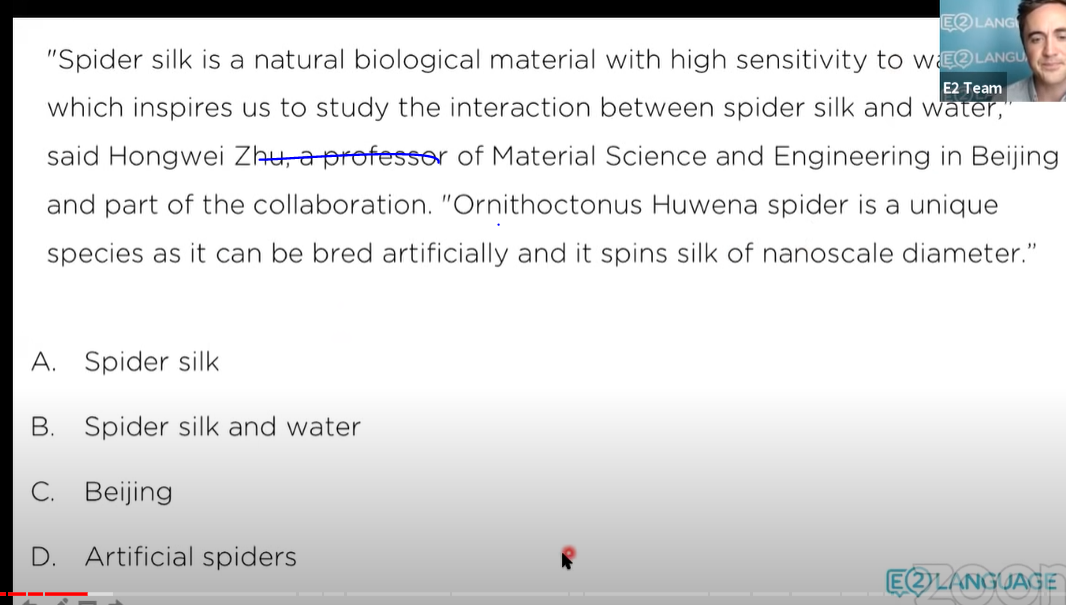 "Spider silk is a natural biological material with high sensitivity to
which inspires us to study the interaction between spider silk and water,"
said Hongwei Zhu, a professor of Material Science and Engineering in Beijing
and part of the collaboration. "Ornithoctonus Huwena spider is a unique
species as it can be bred artificially and it spins silk of nanoscale diameter.”
A. Spider silk
B. Spider silk and water
C. Beijing
D. Artificial spiders
E2 LANG
E2 LANGU
E2 Team
E2 LANGUAGE
zoom